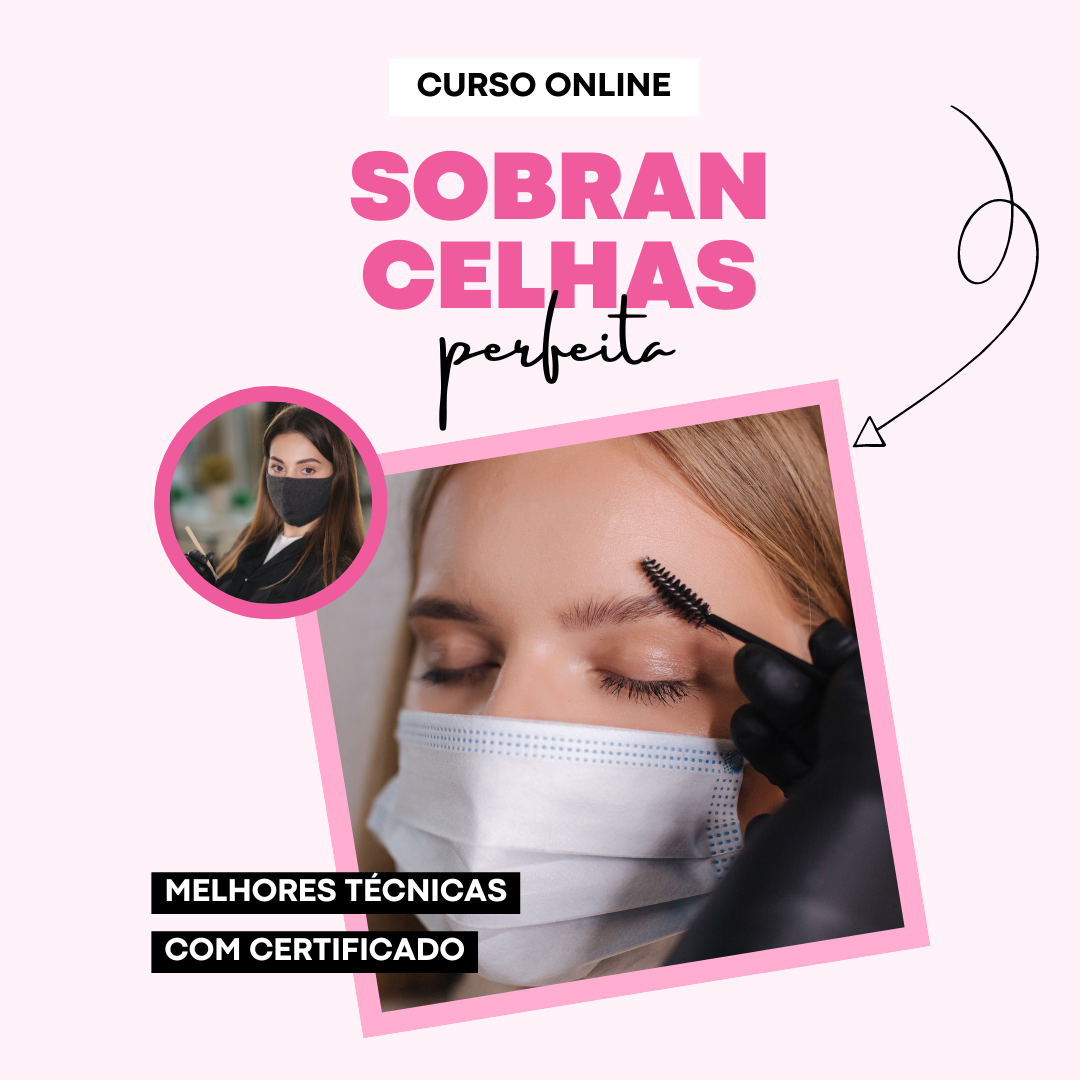 CURSO ONLINE
SOBRAN
CELHAS
perfeita
MELHORES TÉCNICAS
COM CERTIFICADO